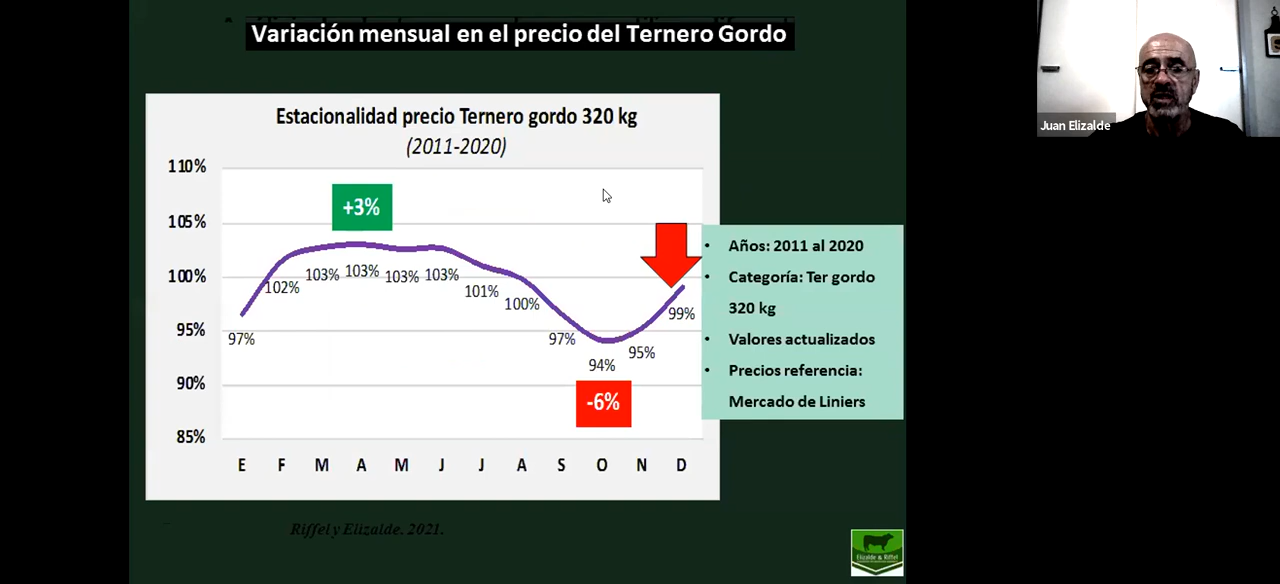 Variación mensual en el precio del Ternero Gordo
Estacionalidad precio Ternero gordo 320 kg
(2011-2020)
110%
105%
100%
95%
90%
85%
+3%
97%
102%
103%
103%
103%
103%
101%
100%
97%
94%
95%
99%
-6%
E F M A M J J A S O N D
• Años: 2011 al 2020
• Categoría: Ter gordo
320 kg
• Valores actualizados
• Precios referencia:
Mercado de Liniers
Riffel y Elizalde. 2021.
Elizalde & Riffel
Juan Elizalde